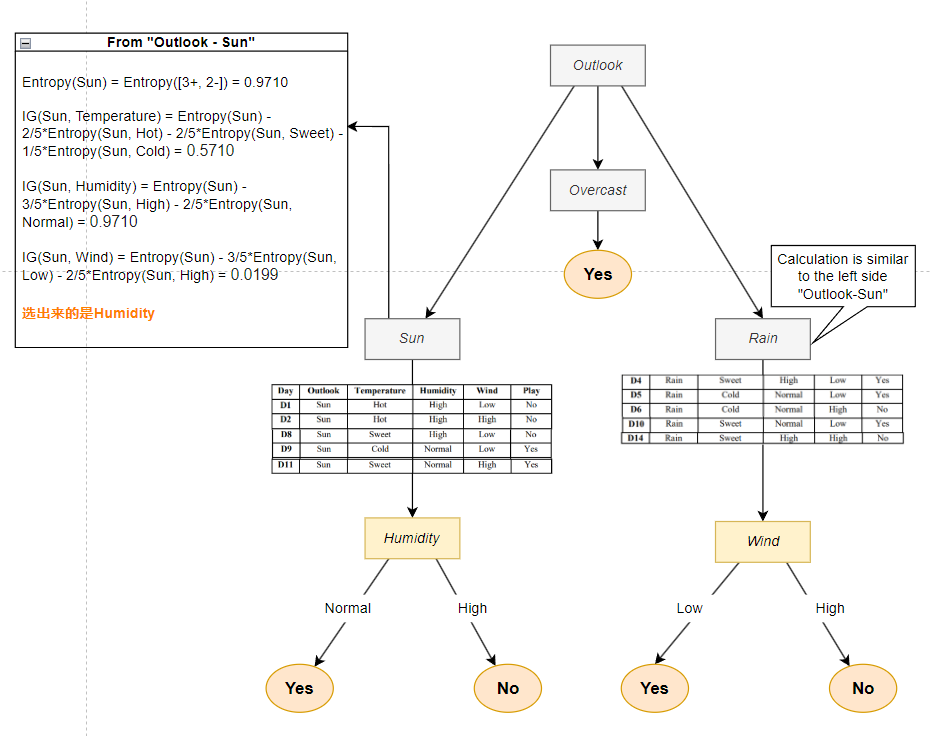 From "Outlook - Sun"
Entropy(Sun) = Entropy([3+, 2-]) = 0.9710
IG(Sun, Temperature) = Entropy(Sun) -
2/5*Entropy(Sun, Hot) - 2/5*Entropy(Sun, Sweet) -
1/5*Entropy(Sun, Cold) = 0.5710
IG(Sun, Humidity) = Entropy(Sun) -
3/5*Entropy(Sun, High) - 2/5*Entropy(Sun,
Normal) = 0.9710
IG(Sun, Wind) = Entropy(Sun) - 3/5*Entropy(Sun,
Low) - 2/5*Entropy(Sun, High) = 0.0199
选出来的是Humidity
Outlook
Overcast
Yes
Calculation is similar
to the left side
"Outlook-Sun"
Sun
Rain
Day Outlook Temperature Humidity Wind Play
D1 Sun Hot High Low No
D2 Sun Hot High High No
D8 Sun Sweet High Low No
D9 Sun Cold Normal Low Yes
D11 Sun Sweet Normal High Yes
D4 Rain Sweet High Low Yes
D5 Rain Cold Normal Low Yes
D6 Rain Cold Normal High No
D10 Rain Sweet Normal Low Yes
D14 Rain Sweet High High No
Humidity
Wind
Normal
High
Low
High
Yes
No
Yes
No